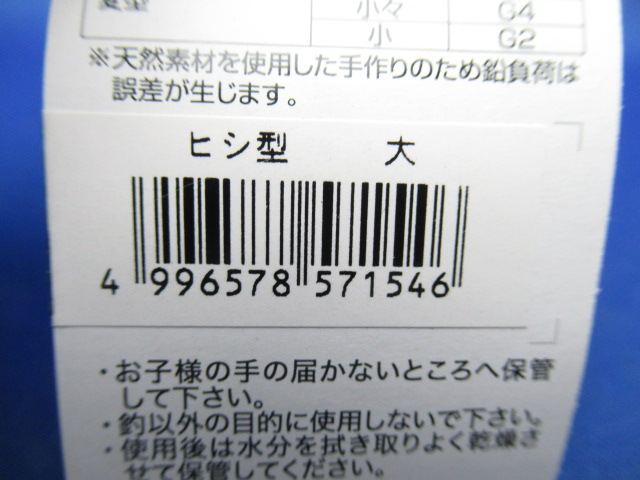 小々 G4
小 G2
※天然素材を使用した手作りのため鉛負荷は
誤差が生じます。
ヒシ型 大
4 996578 571546
・お子様の手の届かないところへ保管
して下さい。
・釣以外の目的に使用しないで下さい。
・使用後は水分を拭き取りよく乾燥さ
せて保管してください。